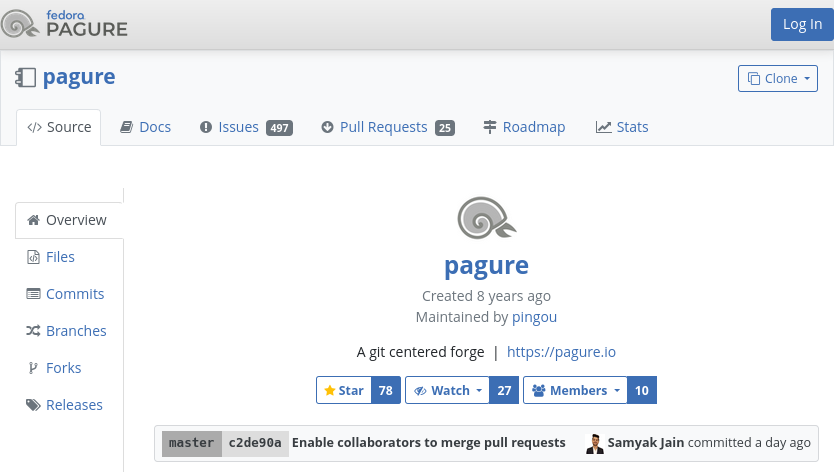 fedora
PAGURE
Log In
pagure
Clone
Source Docs Issues 497 Pull Requests 25 Roadmap Stats
Overview
Files
Commits
Branches
Forks
Releases
pagure
Created 8 years ago
Maintained by pingou
A git centered forge | https://pagure.io
Star 78 Watch 27 Members 10
master c2de90a Enable collaborators to merge pull requests Samyak Jain committed a day ago